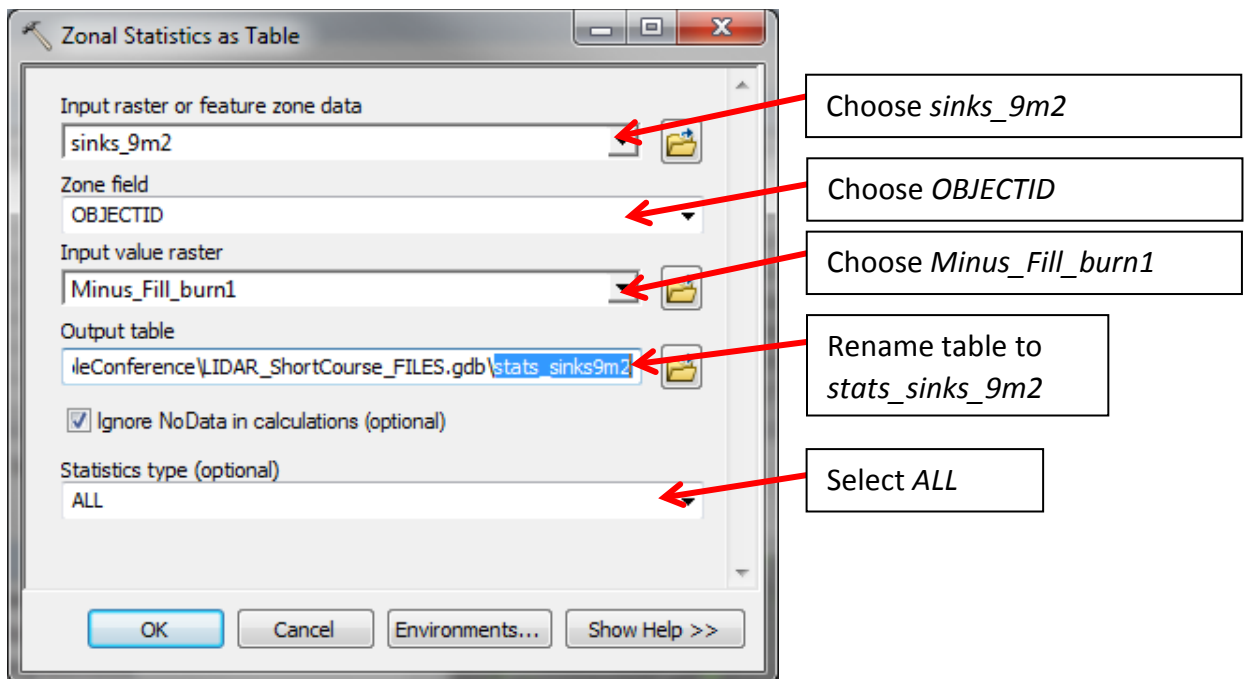 Zonal Statistics as Table
Input raster or feature zone data
sinks_9m2
Zone field
OBJECTID
Input value raster
Minus_Fill_burn1
Output table
leConference\LIDAR_ShortCourse_FILES.gdb\stats_sinks9m2
Ignore NoData in calculations (optional)
Statistics type (optional)
ALL
OK
Cancel
Environments...
Show Help >>
Choose sinks_9m2
Choose OBJECTID
Choose Minus_Fill_burn1
Rename table to
stats_sinks_9m2
Select ALL